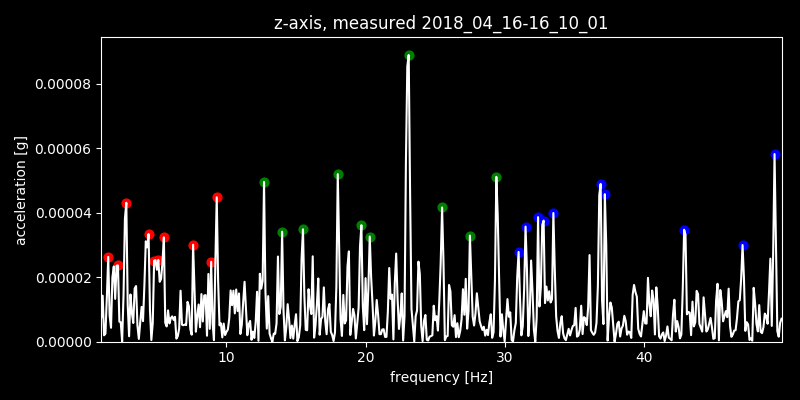 z-axis, measured 2018_04_16-16_10_01
acceleration [g]
0.00008
0.00006
0.00004
0.00002
0.00000
10 20 30 40
frequency [Hz]